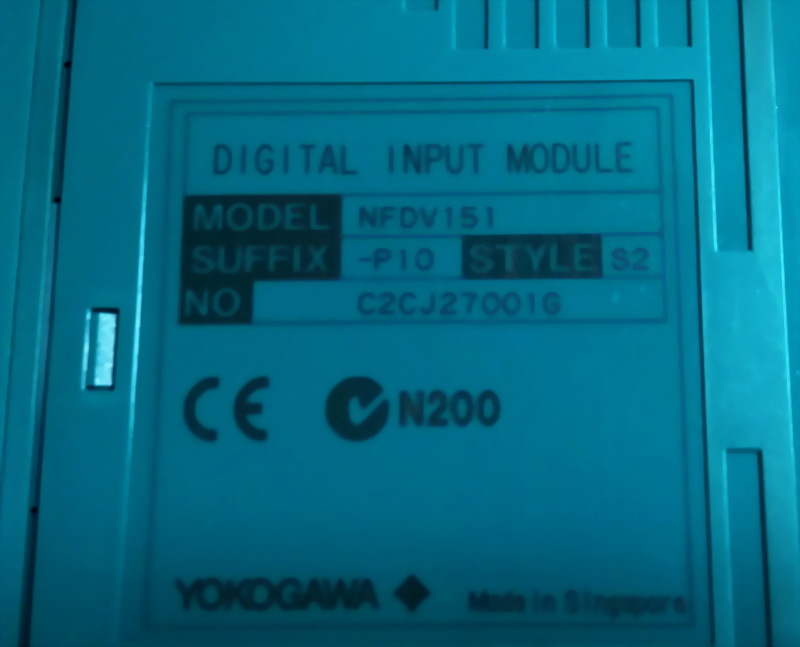 DIGITAL INPUT MODULE
MODEL NFDV151
SUFFIX -P10 STYLE S2
NO. C2CJ27001G
CE N200
YOKOGAWA Made in Singapore